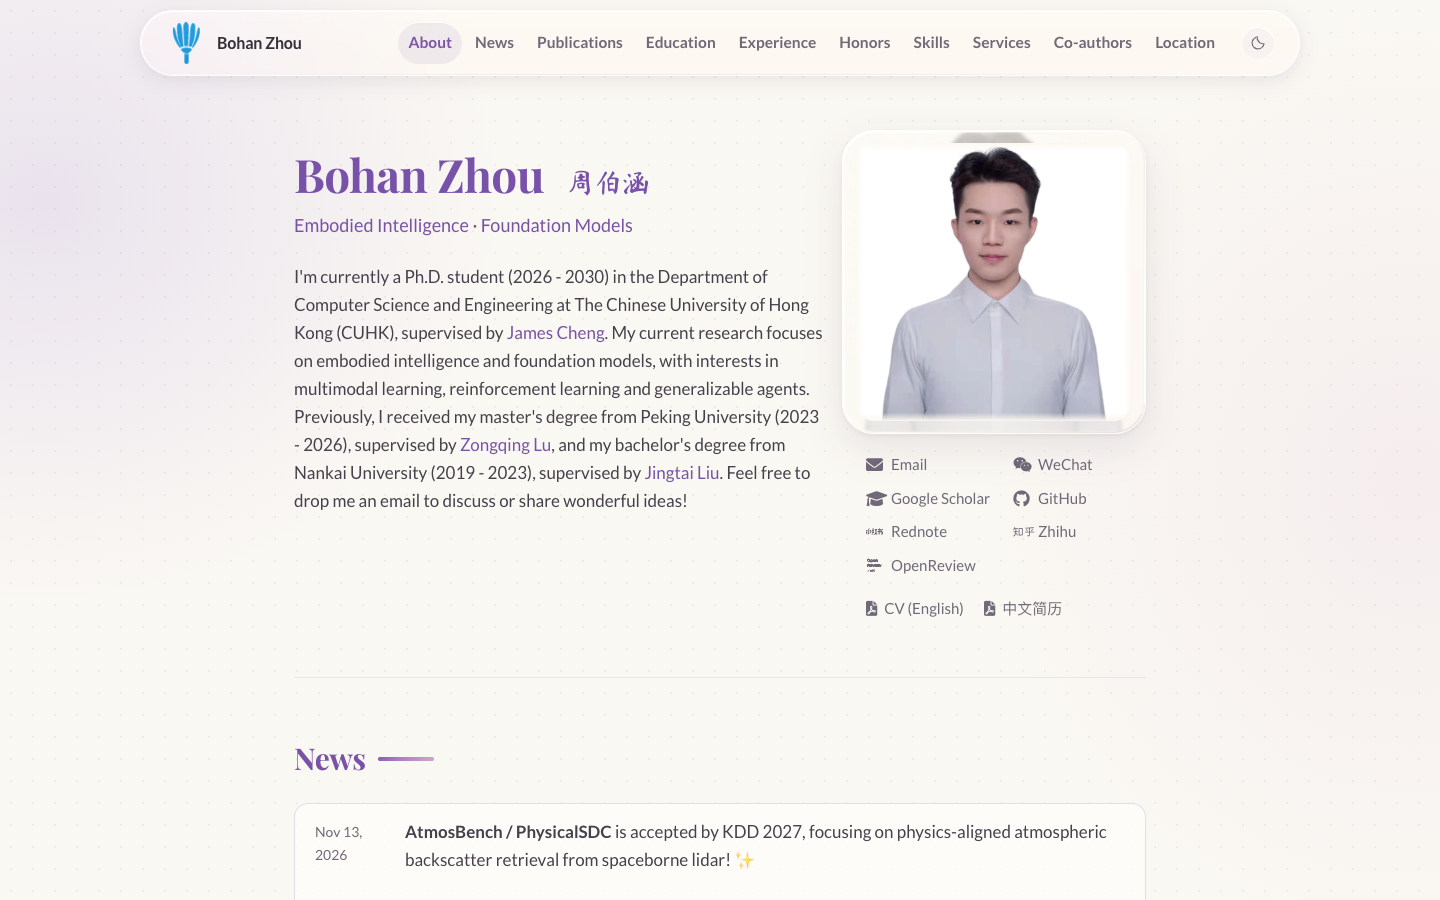 Bohan Zhou
About
News
Publications
Education
Experience
Honors
Skills
Services
Co-authors
Location
Bohan Zhou 周伯涵
Embodied Intelligence · Foundation Models
I'm currently a Ph.D. student (2026 - 2030) in the Department of
Computer Science and Engineering at The Chinese University of Hong
Kong (CUHK), supervised by James Cheng. My current research focuses
on embodied intelligence and foundation models, with interests in
multimodal learning, reinforcement learning and generalizable agents.
Previously, I received my master's degree from Peking University (2023
- 2026), supervised by Zongqing Lu, and my bachelor's degree from
Nankai University (2019 - 2023), supervised by Jingtai Liu. Feel free to
drop me an email to discuss or share wonderful ideas!
Email
WeChat
Google Scholar
GitHub
小红书 Rednote
知乎 Zhihu
OpenReview
CV (English)
中文简历
News
Nov 13,
2026
AtmosBench / PhysicalSDC is accepted by KDD 2027, focusing on physics-aligned atmospheric
backscatter retrieval from spaceborne lidar! ✨